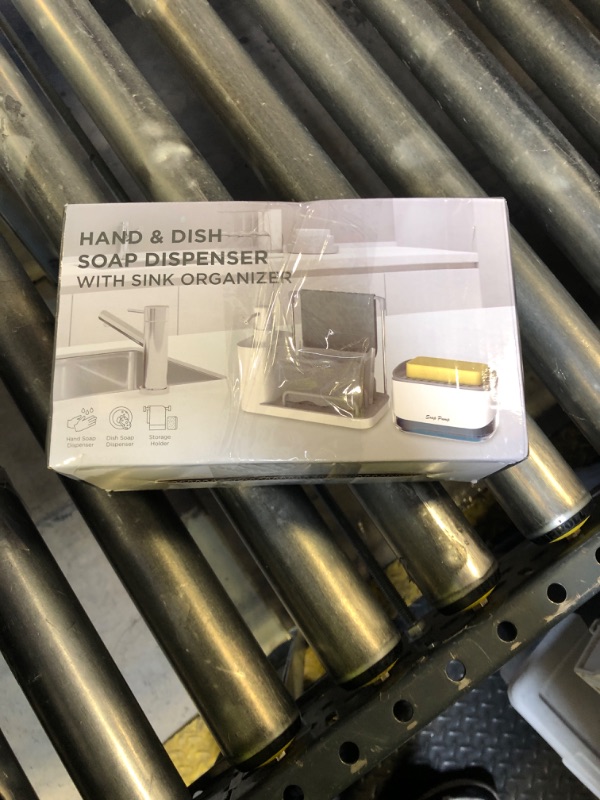 HAND & DISH
SOAP DISPENSER
WITH SINK ORGANIZER
Hand Soap
Dispenser
Dish Soap
Dispenser
Storage
Holder
Soap Pump